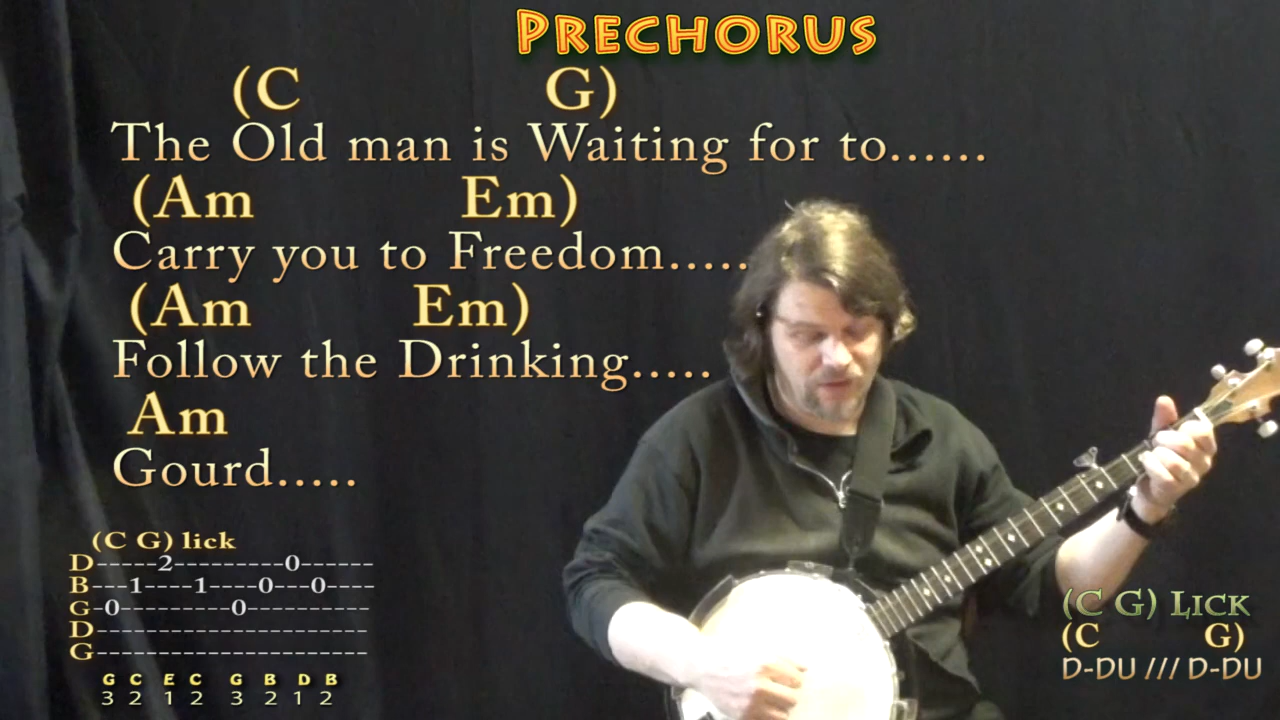 PRECHORUS
(C G)
The Old man is Waiting for to......
(Am Em)
Carry you to Freedom.....
(Am Em)
Follow the Drinking.....
Am
Gourd.....
(C G) lick
D-----2---------0------
B---1----1----0---0----
G-0---------0----------
D----------------------
G----------------------
G C E C G B D B
3 2 1 2 3 2 1 2
(C G) LICK
(C G)
D-DU /// D-DU